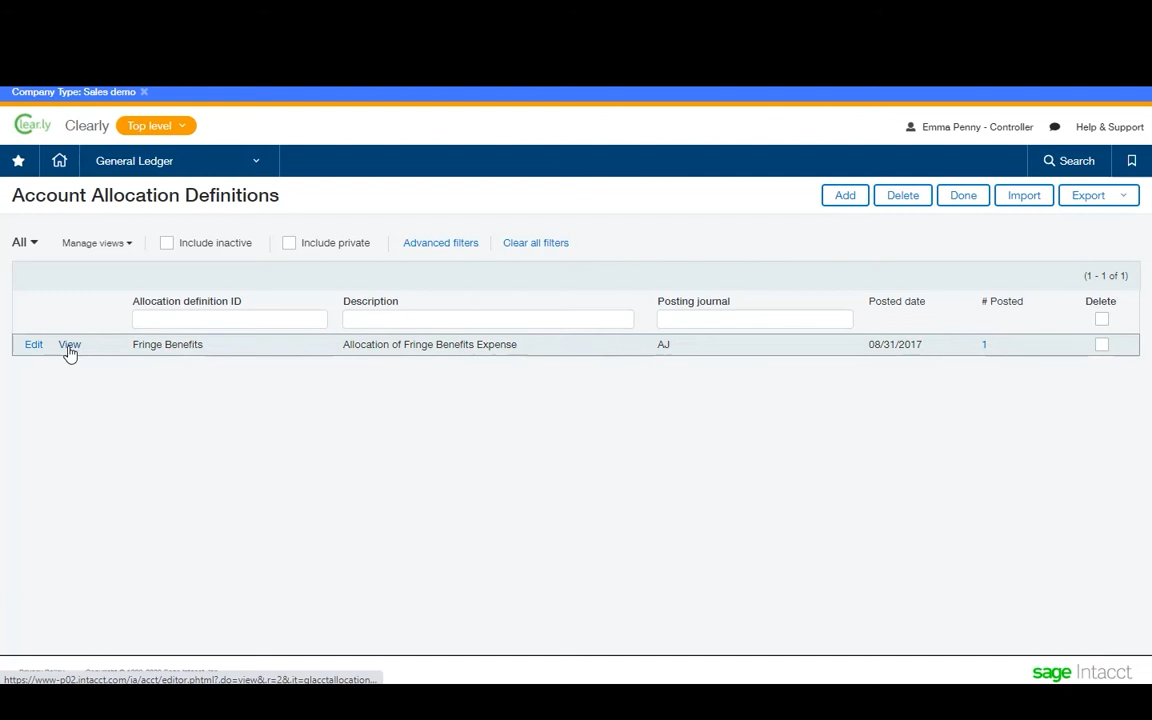 Company Type: Sales demo ×
Clear.ly Clearly Top level Emma Penny - Controller Help & Support
General Ledger Search
Account Allocation Definitions Add Delete Done Import Export
All Manage views Include inactive Include private Advanced filters Clear all filters
(1 - 1 of 1)
Allocation definition ID Description Posting journal Posted date # Posted Delete
Edit View Fringe Benefits Allocation of Fringe Benefits Expense AJ 08/31/2017 1
sage Intacct
https://www-p02.intacct.com/ia/acct/editor.phtml?.do=view&.r=2&.it=glacctallocation...